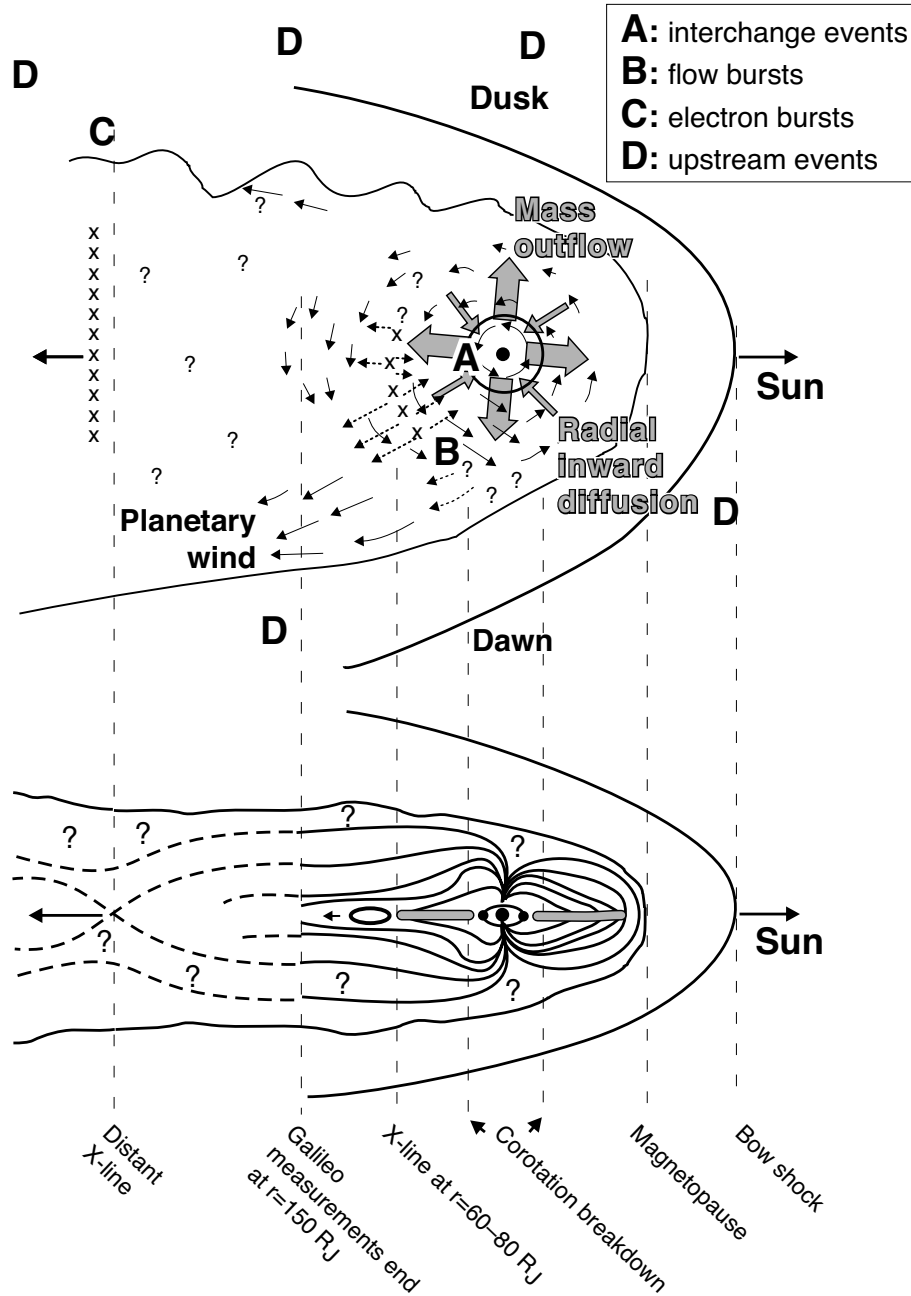 D
D
D
A: interchange events
B: flow bursts
C: electron bursts
D: upstream events
Dusk
C
Mass
outflow
?
x
x
x
x
x
x
x
x
x
x
x
?
?
?
?
?
?
?
x
x
x
x
x
A
Sun
B
Radial
inward
diffusion
?
?
?
Planetary
wind
D
D
Dawn
?
?
?
?
Sun
?
?
?
?
Distant
X-line
Galileo
measurements end
at r=150 RJ
X-line at r=60–80 RJ
Corotation breakdown
Magnetopause
Bow shock